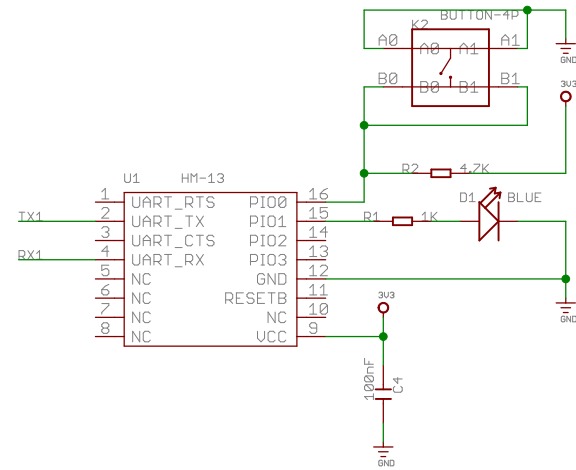 BUTTON-4P
K2
A0 A0 A1 A1
GND
B0 B0 B1 B1
3V3
R2 4.7K
U1 HM-13
D1 BLUE
1 UART_RTS PIO0 16
TX1 2 UART_TX PIO1 15 R1 1K
3 UART_CTS PIO2 14
RX1 4 UART_RX PIO3 13
5 NC GND 12
6 NC RESETB 11
3V3
7 NC NC 10
GND
8 NC VCC 9
100nF C4
GND